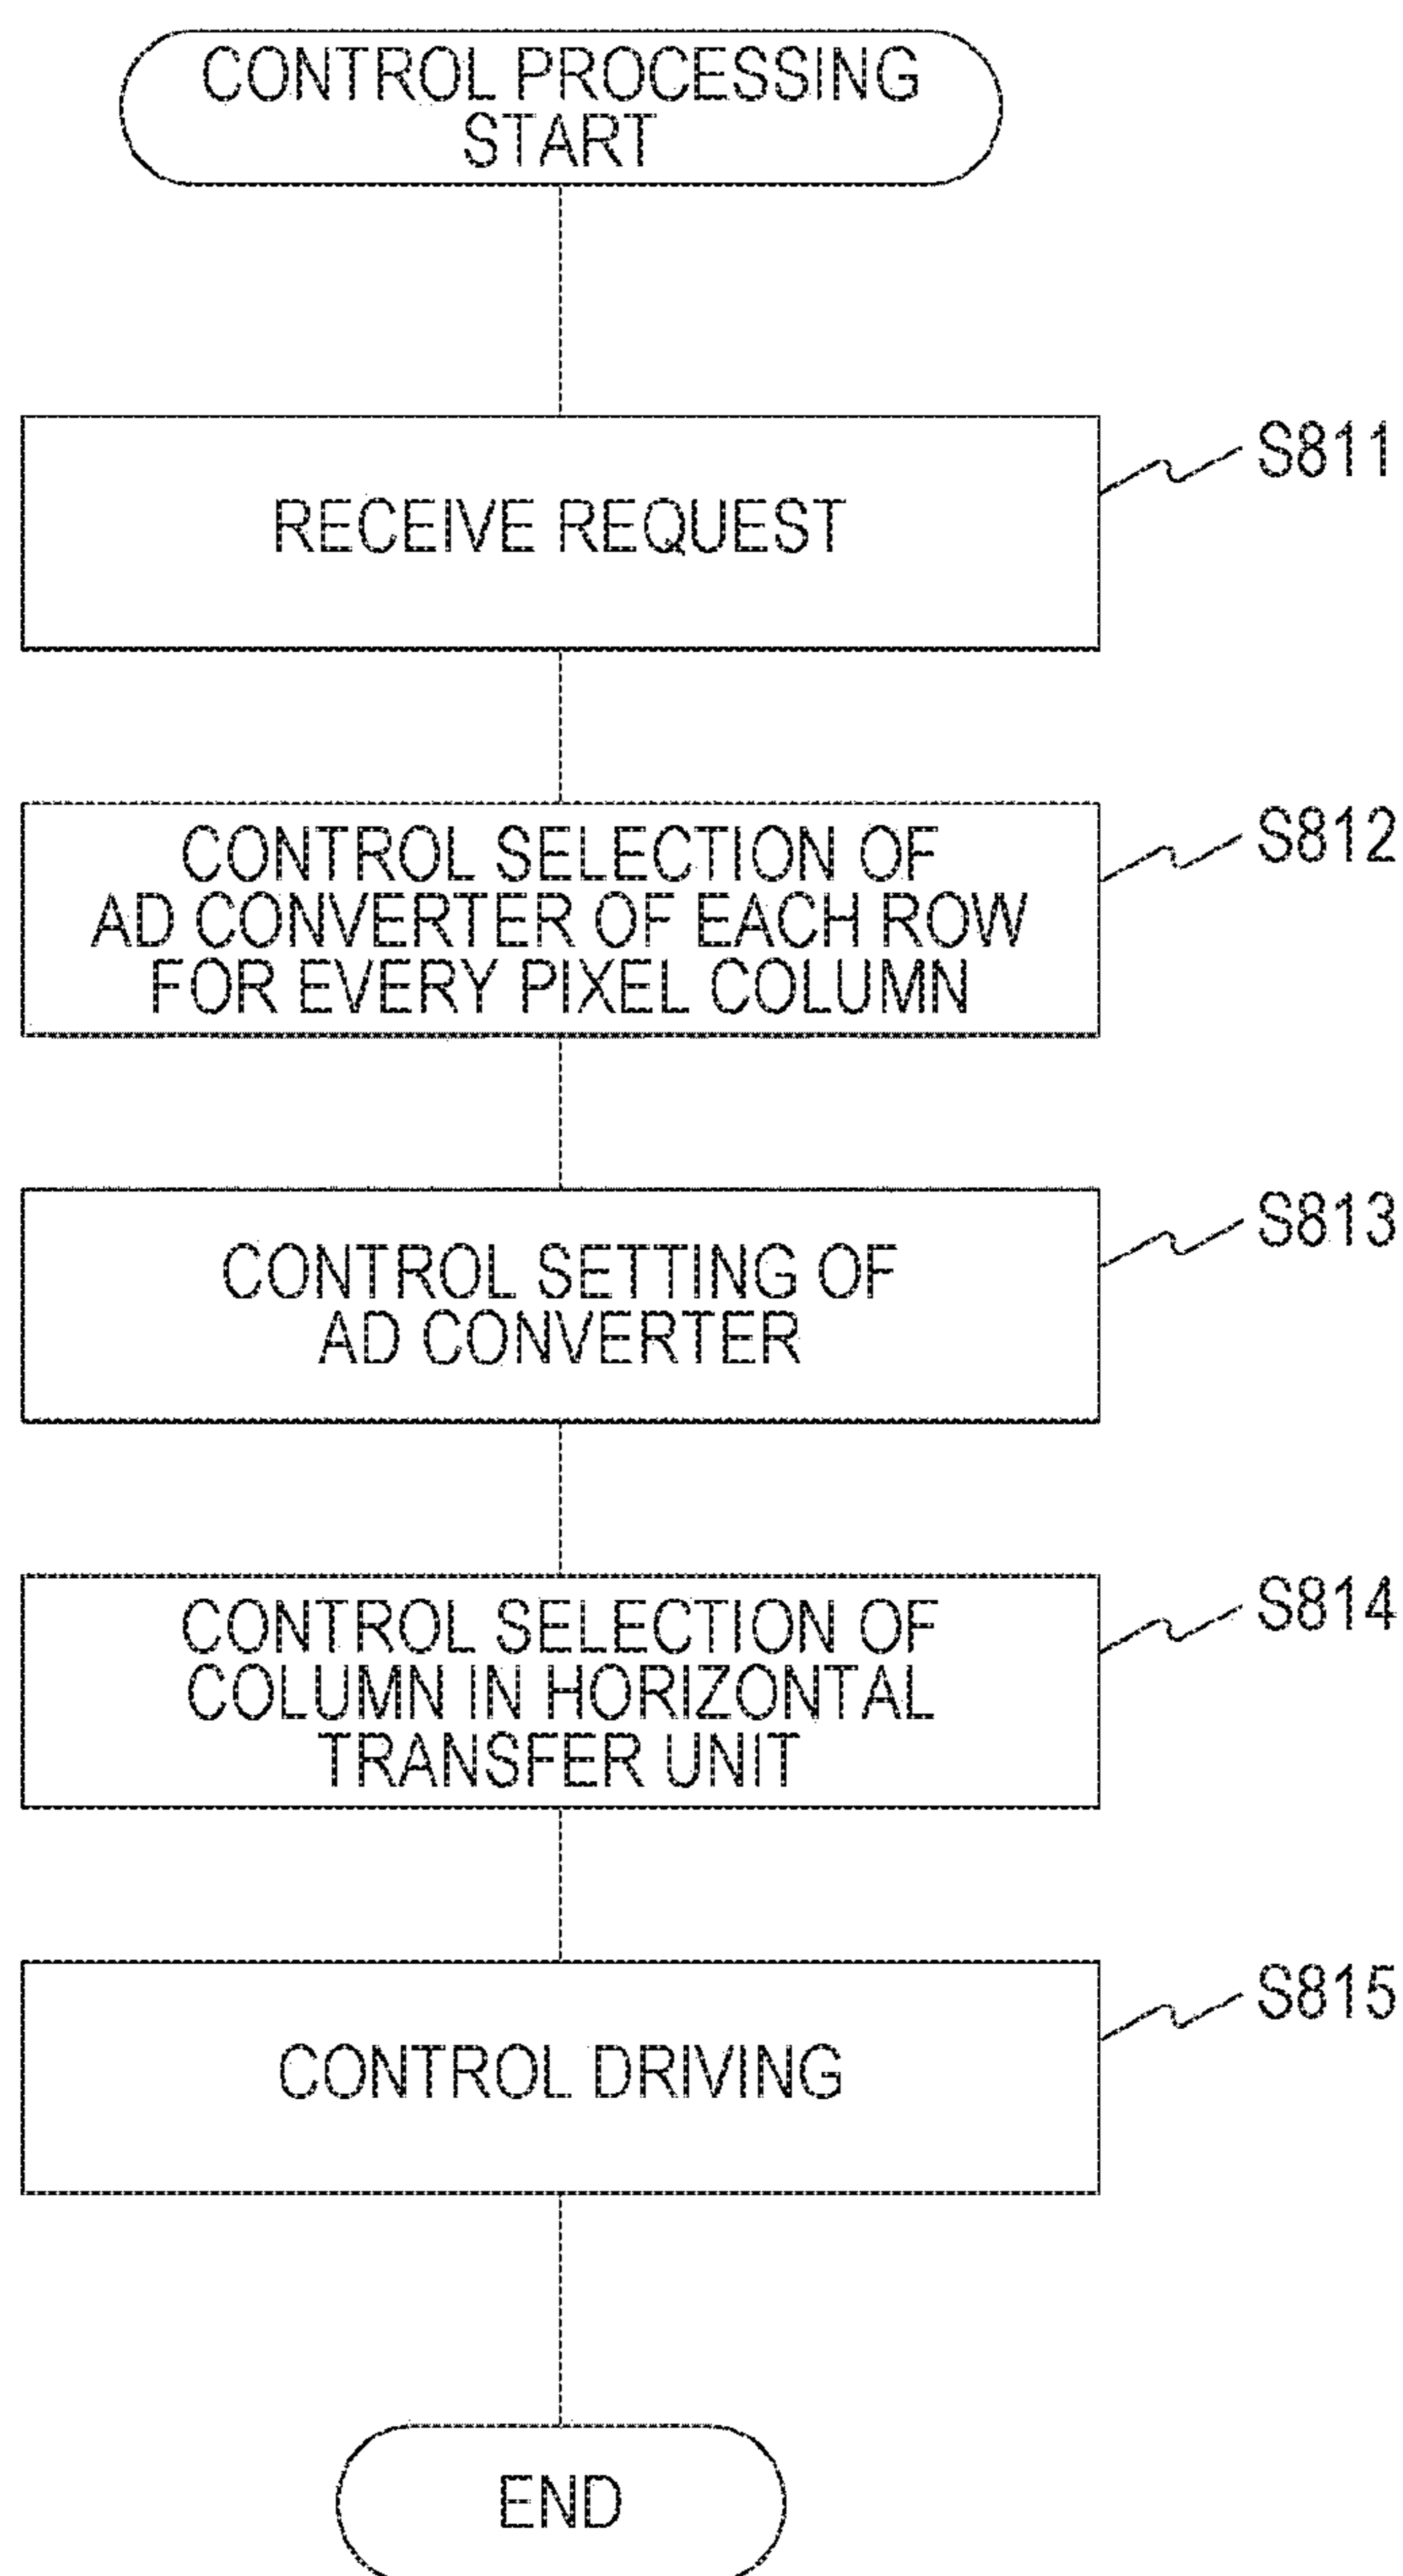 CONTROL PROCESSING
START
RECEIVE REQUEST
S811
CONTROL SELECTION OF
AD CONVERTER OF EACH ROW
FOR EVERY PIXEL COLUMN
S812
CONTROL SETTING OF
AD CONVERTER
S813
CONTROL SELECTION OF
COLUMN IN HORIZONTAL
TRANSFER UNIT
S814
CONTROL DRIVING
S815
END